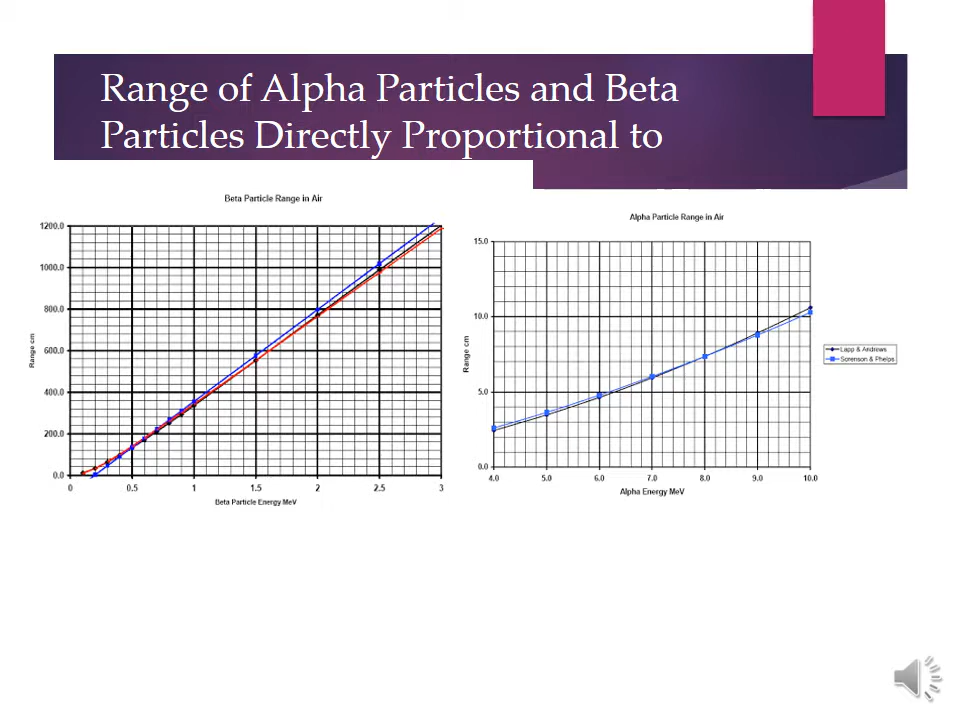 Range of Alpha Particles and Beta
Particles Directly Proportional to
Beta Particle Range in Air
1200.0
1000.0
800.0
600.0
400.0
200.0
0.0
Range cm
0 0.5 1 1.5 2 2.5 3
Beta Particle Energy MeV
Alpha Particle Range in Air
15.0
10.0
5.0
0.0
Range cm
4.0 5.0 6.0 7.0 8.0 9.0 10.0
Alpha Energy MeV
Lapp & Andrews
Sorenson & Phelps